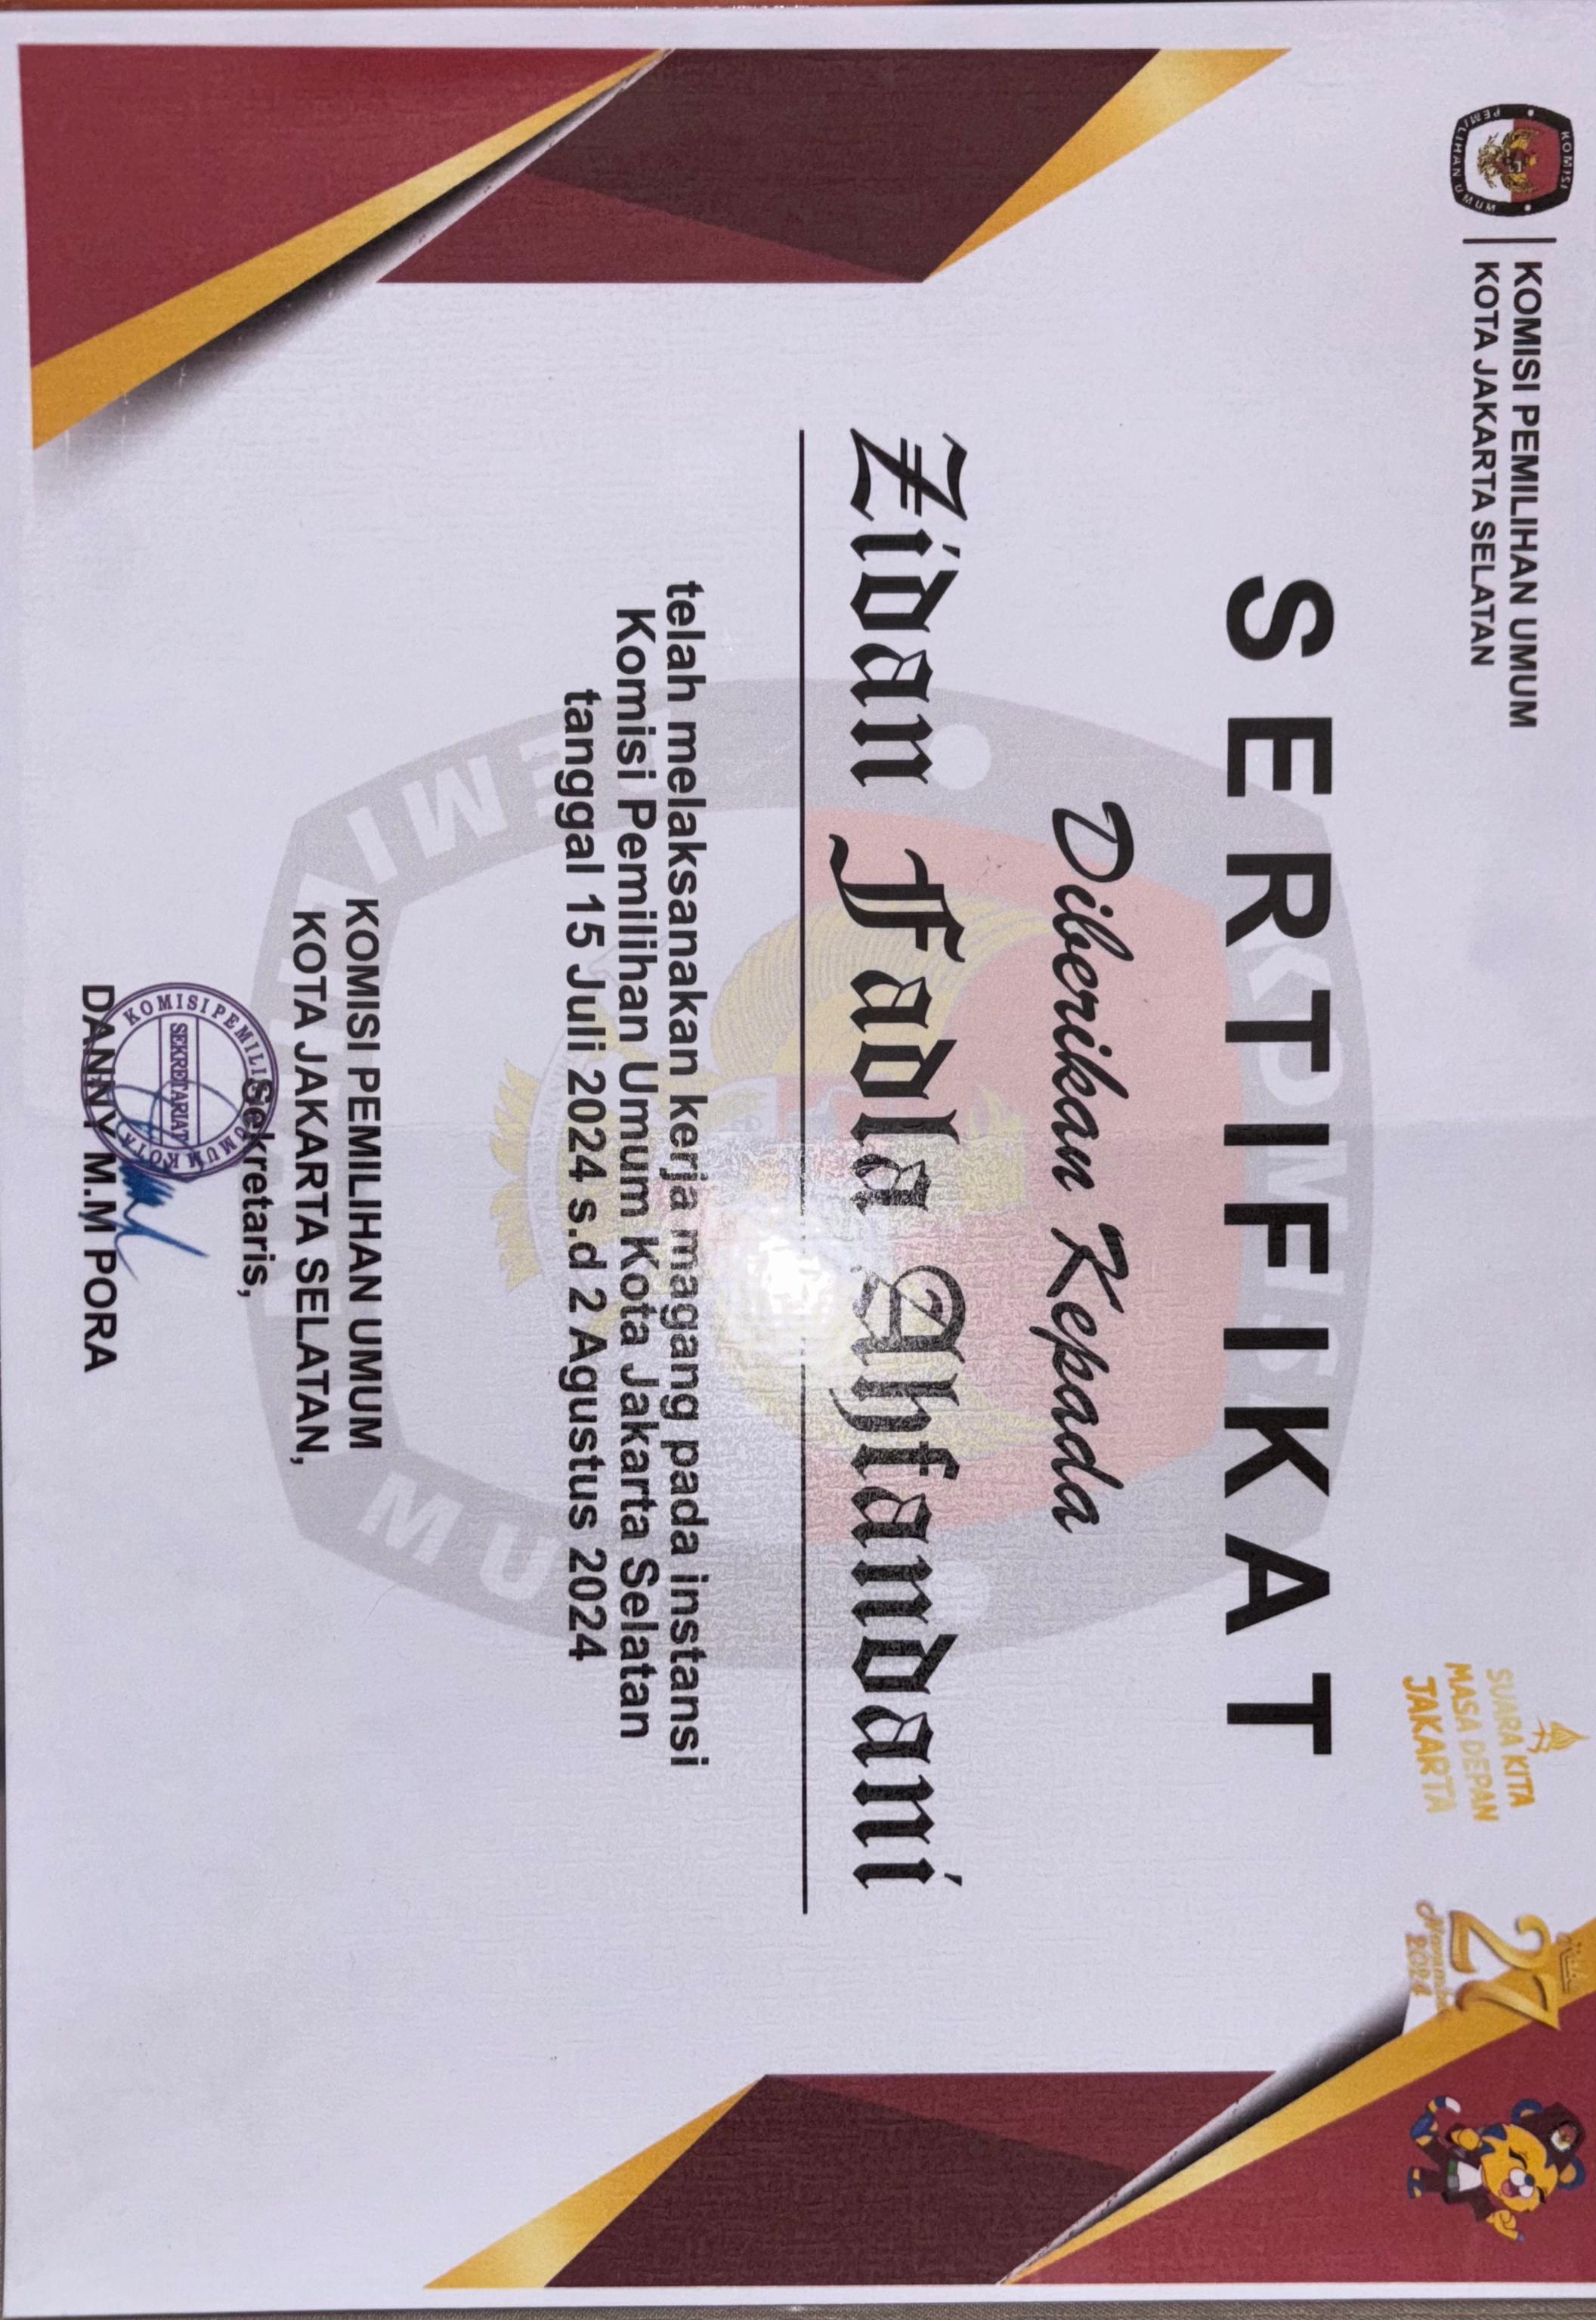 KOMISI
PEMILIHAN UMUM
KOMISI PEMILIHAN UMUM
KOTA JAKARTA SELATAN
SUARA KITA
MASA DEPAN
JAKARTA
27
November
2024
SERTIFIKAT
Diberikan Kepada
Zidan Fadla Ahfandani
telah melaksanakan kerja magang pada instansi
Komisi Pemilihan Umum Kota Jakarta Selatan
tanggal 15 Juli 2024 s.d 2 Agustus 2024
KOMISI PEMILIHAN UMUM
KOTA JAKARTA SELATAN,
Sekretaris,
KOMISI PEMILIHAN UMUM KOTA
SEKRETARIAT
DANNY M.M PORA